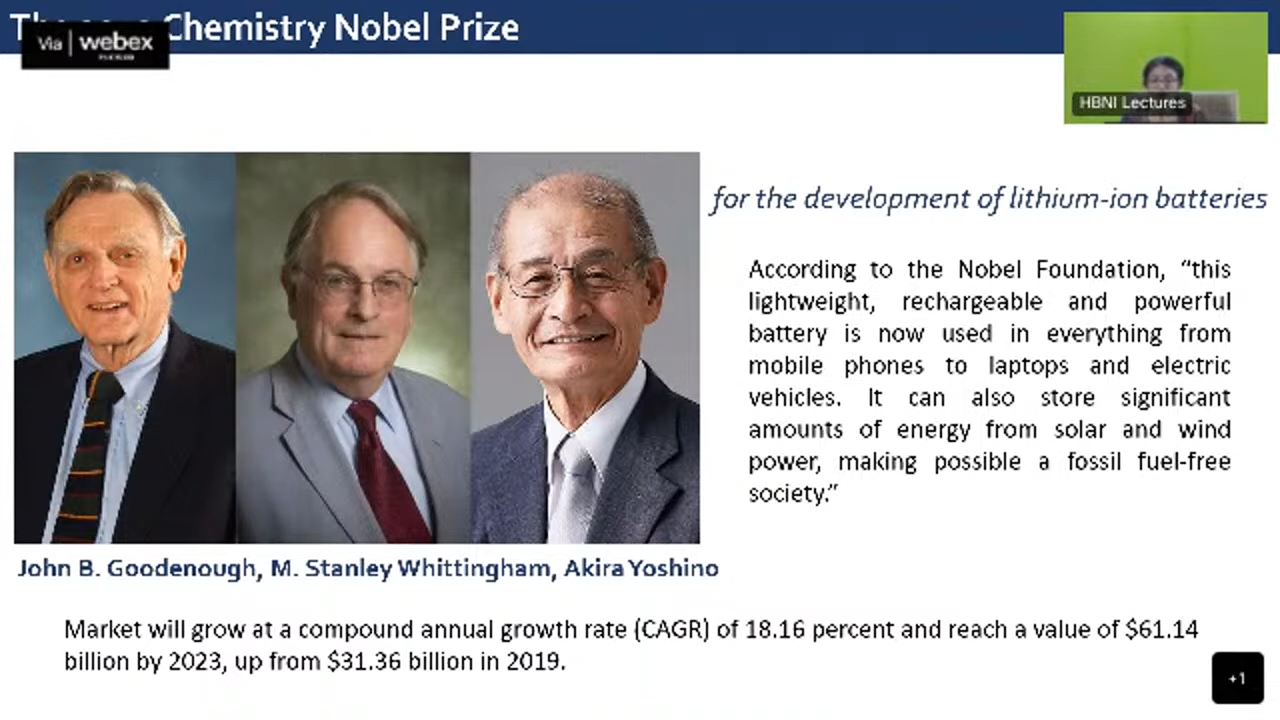 Chemistry Nobel Prize
Via | webex
HBNI Lectures
for the development of lithium-ion batteries
According to the Nobel Foundation, “this
lightweight, rechargeable and powerful
battery is now used in everything from
mobile phones to laptops and electric
vehicles. It can also store significant
amounts of energy from solar and wind
power, making possible a fossil fuel-free
society.”
John B. Goodenough, M. Stanley Whittingham, Akira Yoshino
Market will grow at a compound annual growth rate (CAGR) of 18.16 percent and reach a value of $61.14
billion by 2023, up from $31.36 billion in 2019.
+1